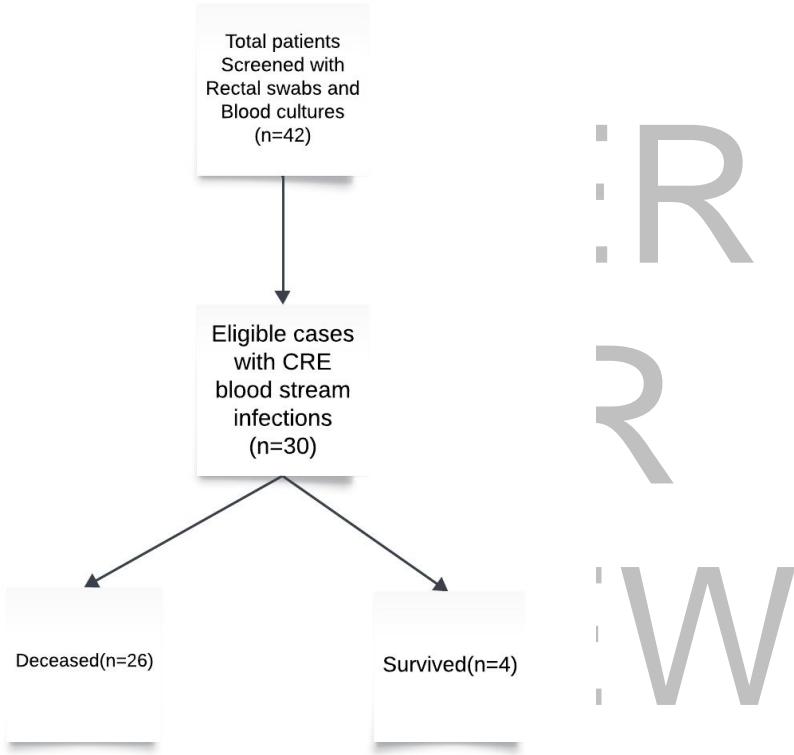 Total patients
Screened with
Rectal swabs and
Blood cultures
(n=42)
Eligible cases
with CRE
blood stream
infections
(n=30)
Deceased(n=26)
Survived(n=4)